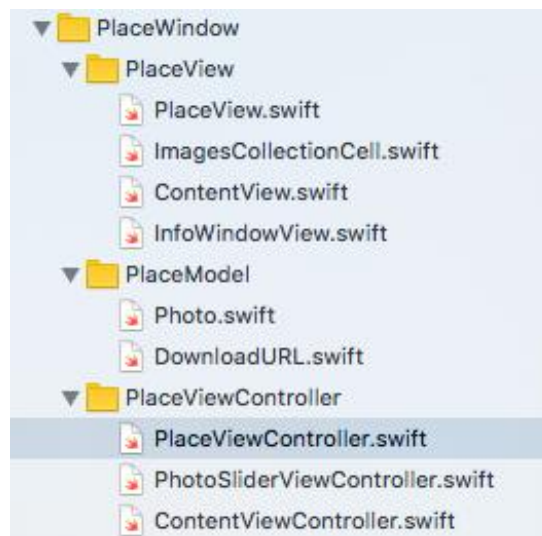 PlaceWindow
PlaceView
PlaceView.swift
ImagesCollectionCell.swift
ContentView.swift
InfoWindowView.swift
PlaceModel
Photo.swift
DownloadURL.swift
PlaceViewController
PlaceViewController.swift
PhotoSliderViewController.swift
ContentViewController.swift